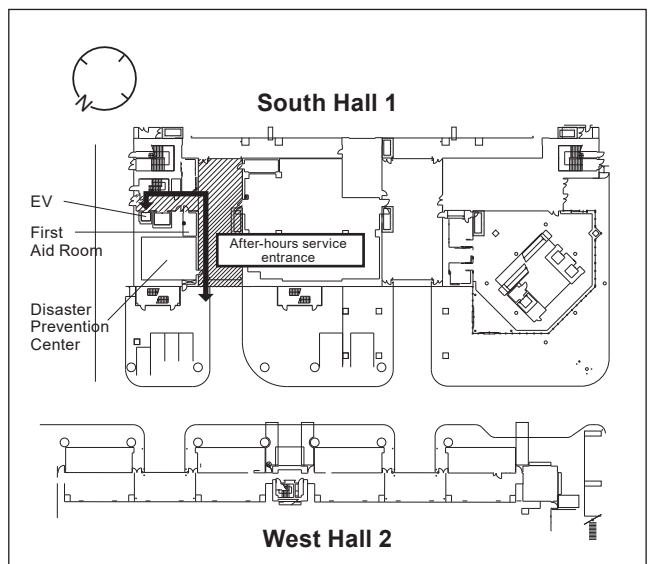 N
South Hall 1
EV
First
Aid Room
After-hours service
entrance
Disaster
Prevention
Center
West Hall 2